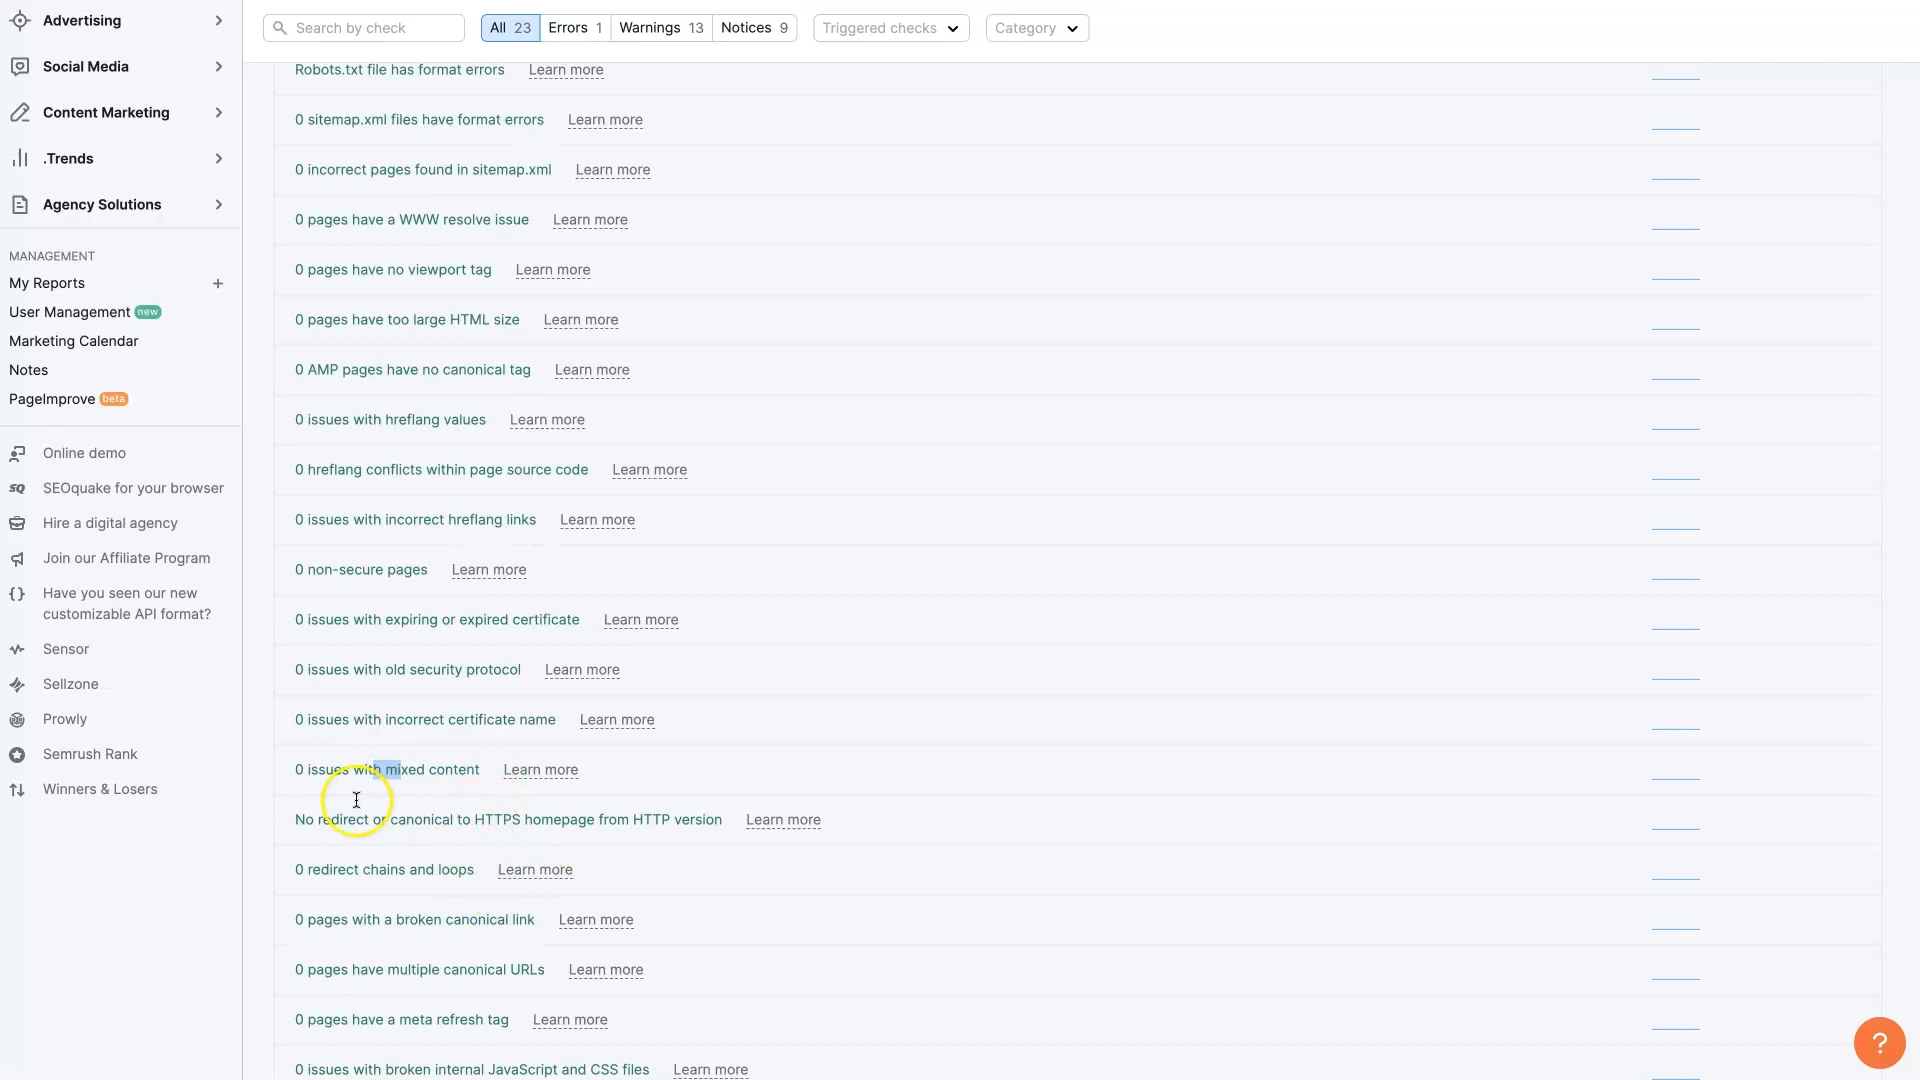 Advertising
Social Media
Content Marketing
.Trends
Agency Solutions
MANAGEMENT
My Reports +
User Management new
Marketing Calendar
Notes
PageImprove beta
Online demo
SEOquake for your browser
Hire a digital agency
Join our Affiliate Program
Have you seen our new
customizable API format?
Sensor
Sellzone
Prowly
Semrush Rank
Winners & Losers
Search by check All 23 Errors 1 Warnings 13 Notices 9 Triggered checks Category
Robots.txt file has format errors Learn more
0 sitemap.xml files have format errors Learn more
0 incorrect pages found in sitemap.xml Learn more
0 pages have a WWW resolve issue Learn more
0 pages have no viewport tag Learn more
0 pages have too large HTML size Learn more
0 AMP pages have no canonical tag Learn more
0 issues with hreflang values Learn more
0 hreflang conflicts within page source code Learn more
0 issues with incorrect hreflang links Learn more
0 non-secure pages Learn more
0 issues with expiring or expired certificate Learn more
0 issues with old security protocol Learn more
0 issues with incorrect certificate name Learn more
0 issues with mixed content Learn more
No redirect or canonical to HTTPS homepage from HTTP version Learn more
0 redirect chains and loops Learn more
0 pages with a broken canonical link Learn more
0 pages have multiple canonical URLs Learn more
0 pages have a meta refresh tag Learn more
0 issues with broken internal JavaScript and CSS files Learn more
?